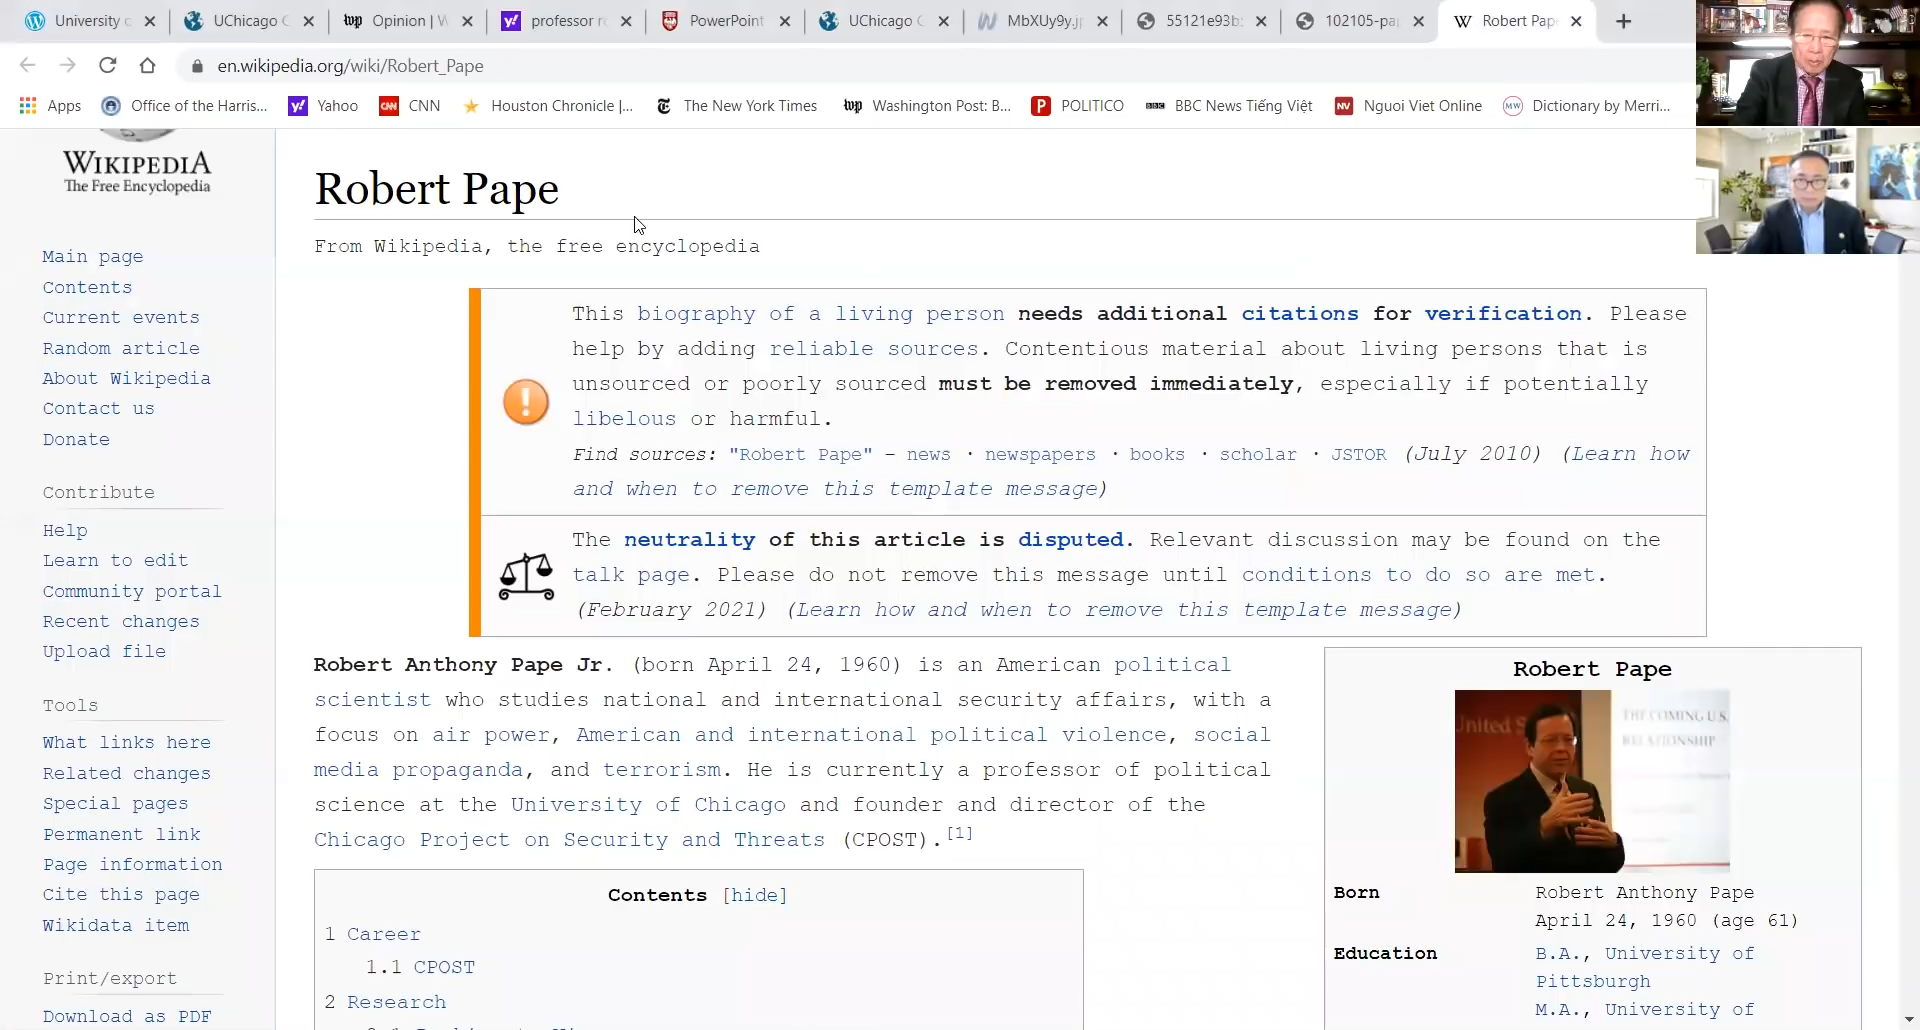 University c
UChicago C
Opinion | W
professor r
PowerPoint
UChicago C
MbXUy9y.j
55121e93b
102105-pa
Robert Pap
en.wikipedia.org/wiki/Robert_Pape
Apps
Office of the Harris...
Yahoo
CNN
Houston Chronicle |...
The New York Times
wp Washington Post: B...
POLITICO
BBC BBC News Tiếng Việt
NV Nguoi Viet Online
MW Dictionary by Merri...
WIKIPEDIA
The Free Encyclopedia
Main page
Contents
Current events
Random article
About Wikipedia
Contact us
Donate
Contribute
Help
Learn to edit
Community portal
Recent changes
Upload file
Tools
What links here
Related changes
Special pages
Permanent link
Page information
Cite this page
Wikidata item
Print/export
Download as PDF
Robert Pape
From Wikipedia, the free encyclopedia
This biography of a living person needs additional citations for verification. Please
help by adding reliable sources. Contentious material about living persons that is
unsourced or poorly sourced must be removed immediately, especially if potentially
libelous or harmful.
Find sources: "Robert Pape" – news · newspapers · books · scholar · JSTOR (July 2010) (Learn how
and when to remove this template message)
The neutrality of this article is disputed. Relevant discussion may be found on the
talk page. Please do not remove this message until conditions to do so are met.
(February 2021) (Learn how and when to remove this template message)
Robert Anthony Pape Jr. (born April 24, 1960) is an American political
scientist who studies national and international security affairs, with a
focus on air power, American and international political violence, social
media propaganda, and terrorism. He is currently a professor of political
science at the University of Chicago and founder and director of the
Chicago Project on Security and Threats (CPOST).[1]
Contents [hide]
1 Career
1.1 CPOST
2 Research
Robert Pape
United S
THE COMING U.S.
RELATIONSHIP
Born
Robert Anthony Pape
April 24, 1960 (age 61)
Education
B.A., University of
Pittsburgh
M.A., University of